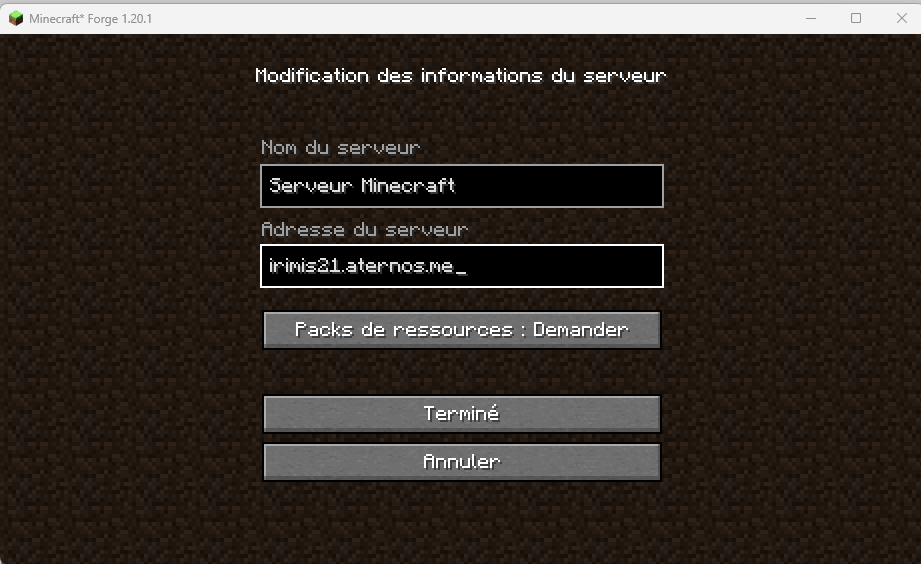 Minecraft* Forge 1.20.1
Modification des informations du serveur
Nom du serveur
Serveur Minecraft
Adresse du serveur
irimis21.aternos.me_
Packs de ressources : Demander
Terminé
Annuler